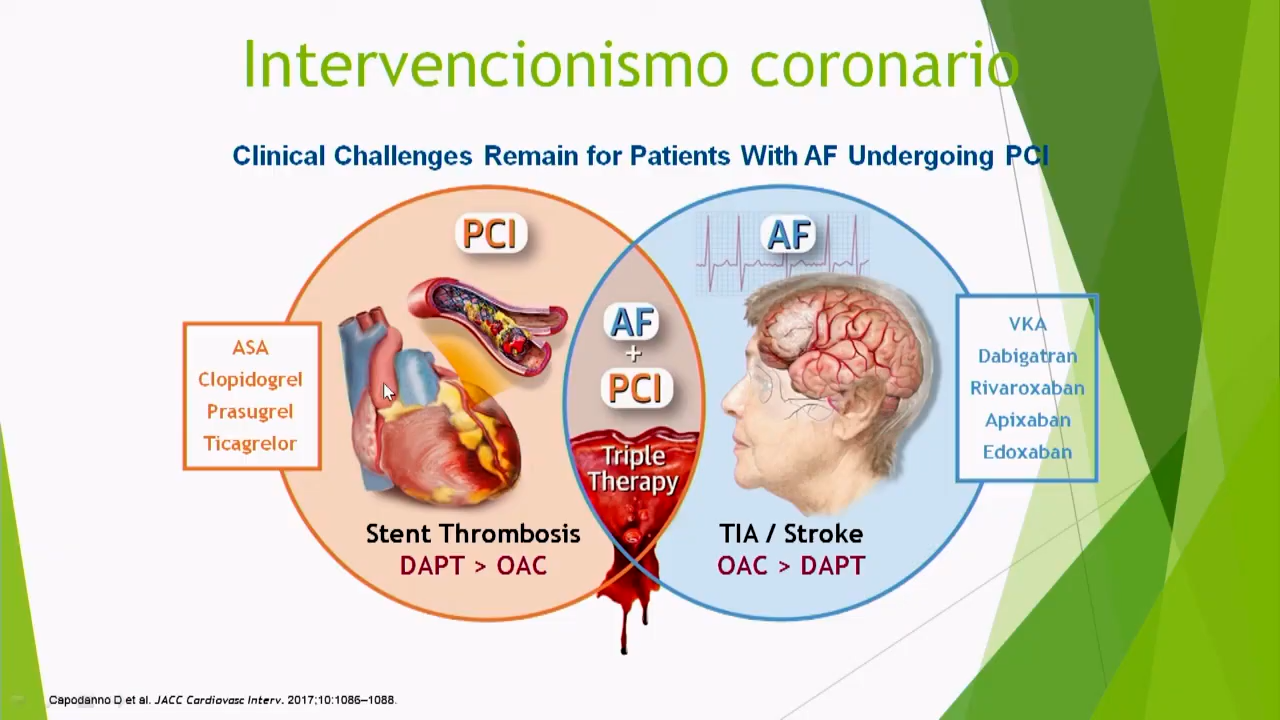 Intervencionismo coronario
Clinical Challenges Remain for Patients With AF Undergoing PCI
PCI
AF
AF
+
PCI
Triple
Therapy
ASA
Clopidogrel
Prasugrel
Ticagrelor
VKA
Dabigatran
Rivaroxaban
Apixaban
Edoxaban
Stent Thrombosis
DAPT > OAC
TIA / Stroke
OAC > DAPT
Capodanno D et al. JACC Cardiovasc Interv. 2017;10:1086–1088.